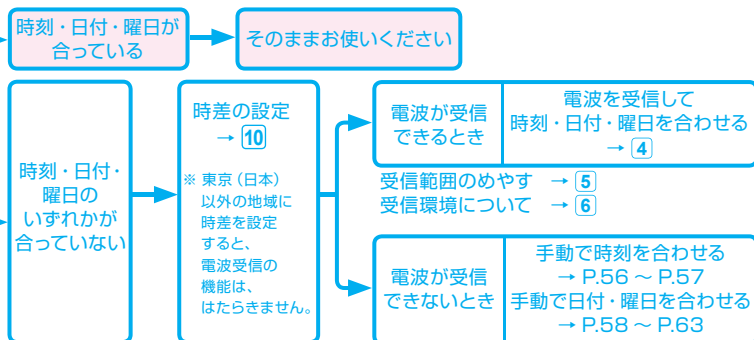 時刻・日付・曜日が
合っている
そのままお使いください
時刻・日付・
曜日の
いずれかが
合っていない
時差の設定
→ 10
※ 東京（日本）
以外の地域に
時差を設定
すると、
電波受信の
機能は、
はたらきません。
電波が受信
できるとき
電波を受信して
時刻・日付・曜日を合わせる
→ 4
受信範囲のめやす → 5
受信環境について → 6
電波が受信
できないとき
手動で時刻を合わせる
→ P.56 ～ P.57
手動で日付・曜日を合わせる
→ P.58 ～ P.63